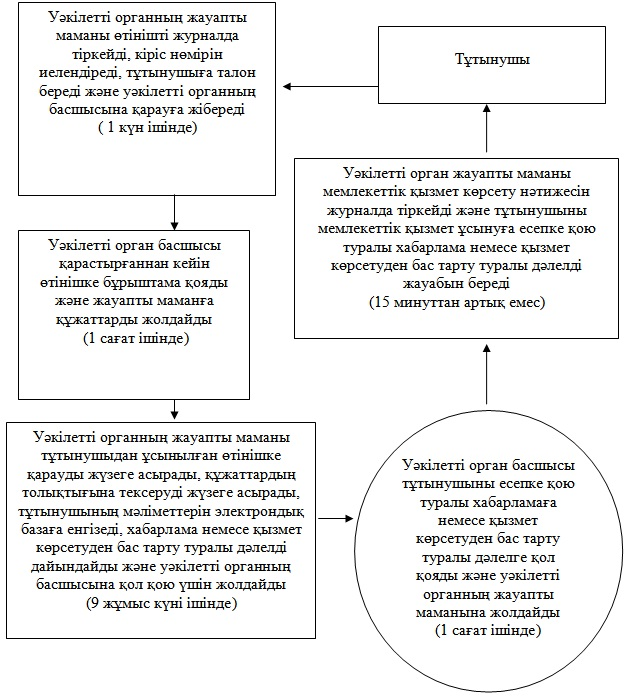 Тұтынушы
Уәкілетті органның жауапты
маманы өтінішті журналда
тіркейді, кіріс нөмірін
иелендіреді, тұтынушыға талон
береді және уәкілетті органның
басшысына қарауға жібереді
( 1 күн ішінде)
Уәкілетті орган басшысы
қарастырғаннан кейін
өтінішке бұрыштама қояды
және жауапты маманға
құжаттарды жолдайды
(1 сағат ішінде)
Уәкілетті органның жауапты маманы
тұтынушыдан ұсынылған өтінішке
қарауды жүзеге асырады, құжаттардың
толықтығына тексеруді жүзеге асырады,
тұтынушының мәліметтерін электрондық
базаға енгізеді, хабарлама немесе қызмет
көрсетуден бас тарту туралы дәлелді
дайындайды және уәкілетті органның
басшысына қол қою үшін жолдайды
(9 жұмыс күні ішінде)
Уәкілетті орган басшысы
тұтынушыны есепке қою
туралы хабарламаға
немесе қызмет
көрсетуден бас тарту
туралы дәлелге қол
қояды және уәкілетті
органның жауапты
маманына жолдайды
(1 сағат ішінде)
Уәкілетті орган жауапты маманы
мемлекеттік қызмет көрсету нәтижесін
журналда тіркейді және тұтынушыны
мемлекеттік қызмет ұсынуға есепке қою
туралы хабарлама немесе қызмет
көрсетуден бас тарту туралы дәлелді
жауабын береді
(15 минуттан артық емес)